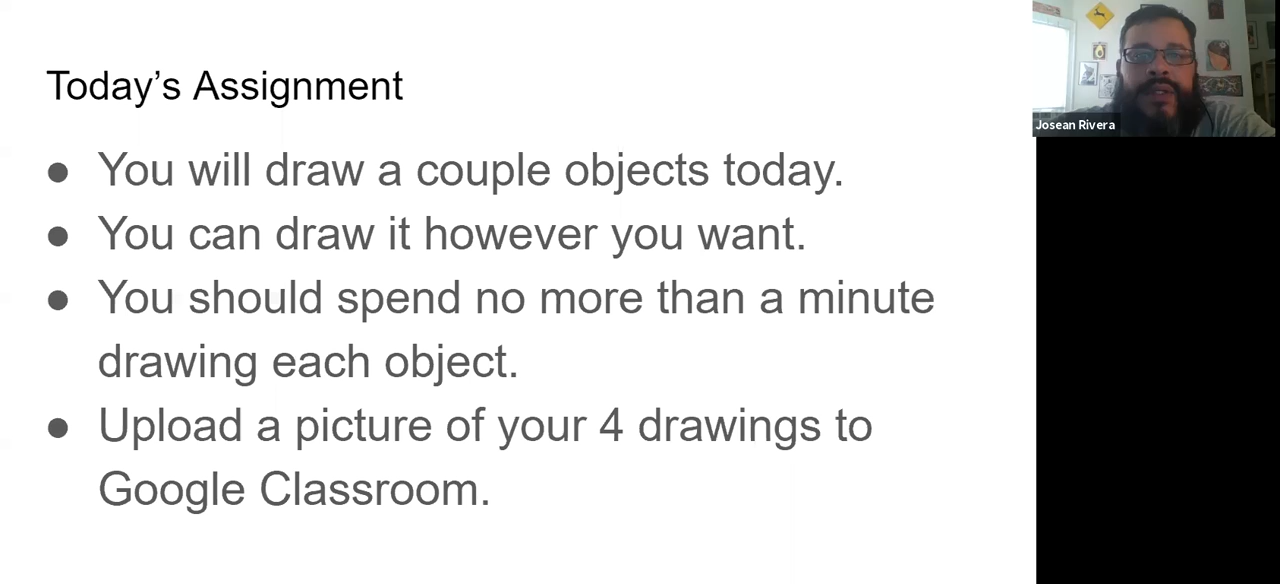 Today’s Assignment
● You will draw a couple objects today.
● You can draw it however you want.
● You should spend no more than a minute
drawing each object.
● Upload a picture of your 4 drawings to
Google Classroom.
Josean Rivera